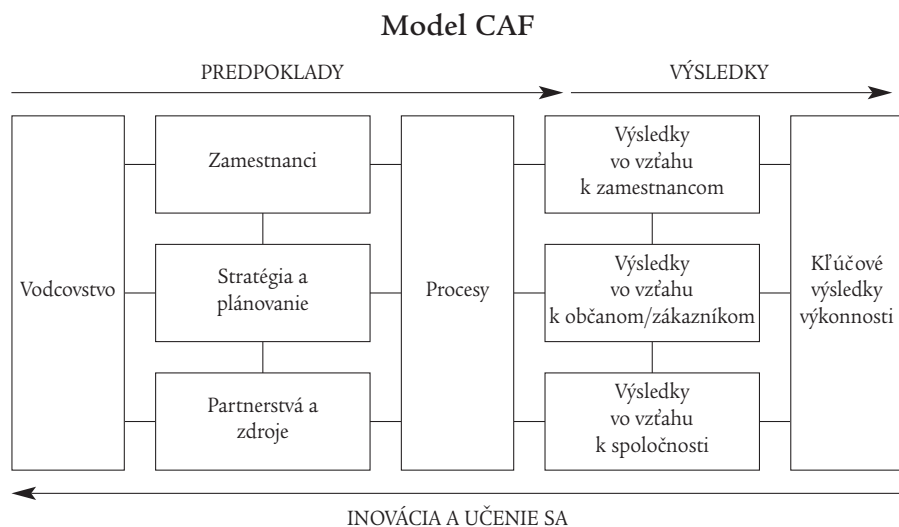 Model CAF
PREDPOKLADY
VÝSLEDKY
Vodcovstvo
Zamestnanci
Stratégia a
plánovanie
Partnerstvá a
zdroje
Procesy
Výsledky
vo vzťahu
k zamestnancom
Výsledky
vo vzťahu
k občanom/zákazníkom
Výsledky
vo vzťahu
k spoločnosti
Kľúčové
výsledky
výkonnosti
INOVÁCIA A UČENIE SA